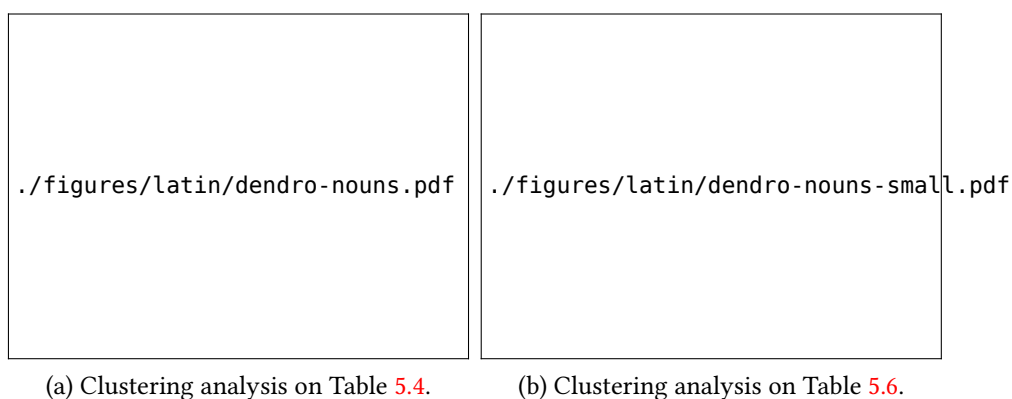 ./figures/latin/dendro-nouns.pdf
./figures/latin/dendro-nouns-small.pdf
(a) Clustering analysis on Table 5.4.
(b) Clustering analysis on Table 5.6.